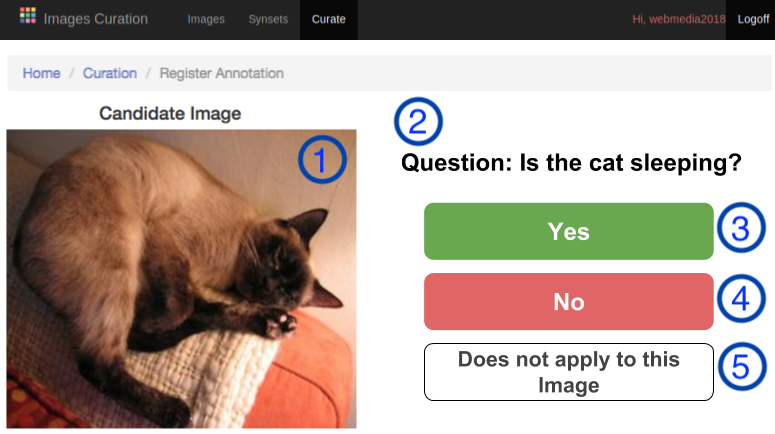 Images Curation Images Synsets Curate Hi, webmedia2018 Logoff
Home / Curation / Register Annotation
Candidate Image
1
2
Question: Is the cat sleeping?
Yes
3
No
4
Does not apply to this
Image
5